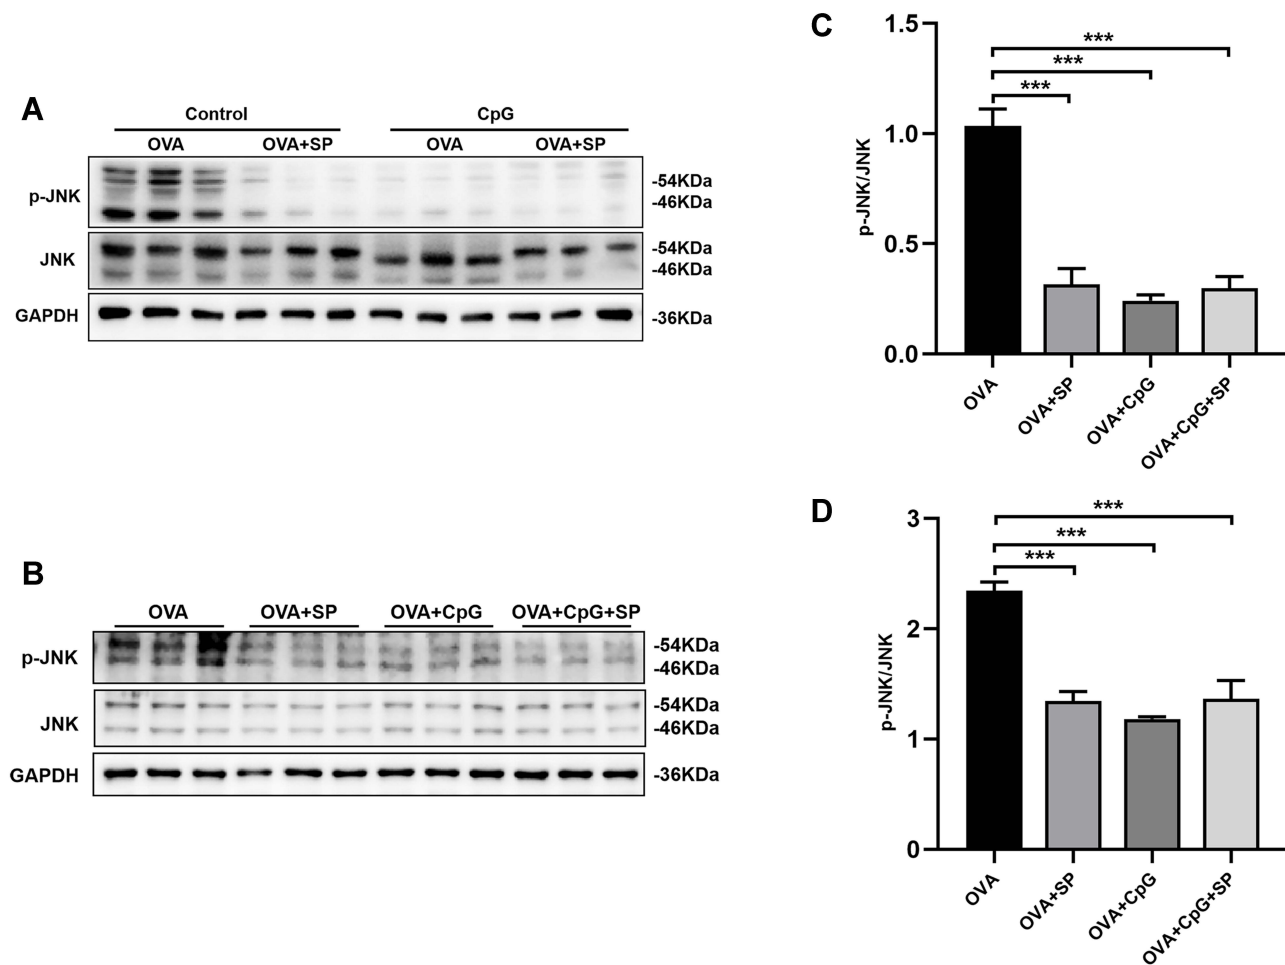 A
Control CpG
OVA OVA+SP OVA OVA+SP
p-JNK -54KDa
-46KDa
JNK -54KDa
-46KDa
GAPDH -36KDa
B
OVA OVA+SP OVA+CpG OVA+CpG+SP
p-JNK -54KDa
-46KDa
JNK -54KDa
-46KDa
GAPDH -36KDa
C
p-JNK/JNK
1.5
1.0
0.5
0.0
***
***
***
OVA
OVA+SP
OVA+CpG
OVA+CpG+SP
D
p-JNK/JNK
3
2
1
0
***
***
***
OVA
OVA+SP
OVA+CpG
OVA+CpG+SP